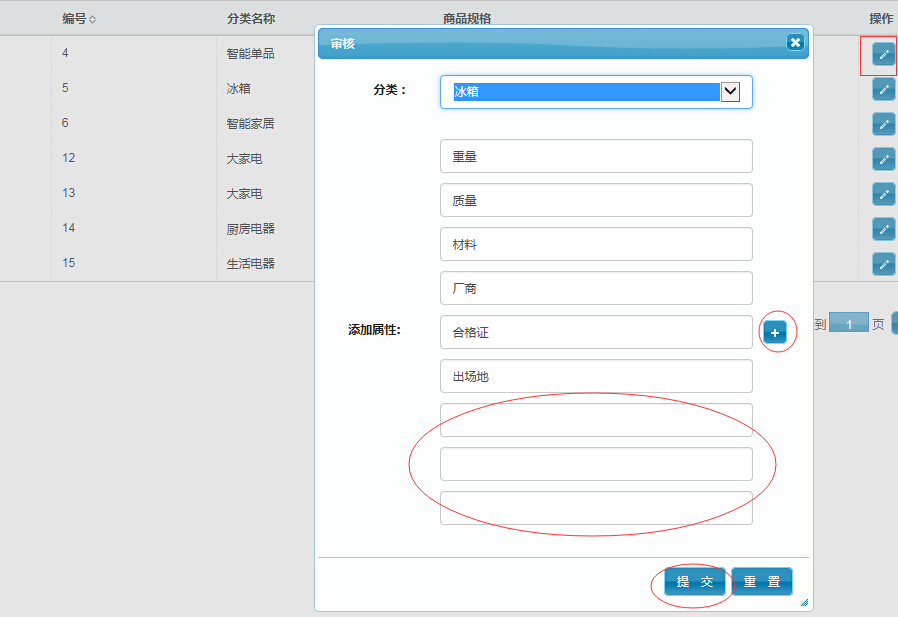 编号 分类名称 商品规格 操作
审核
4 智能单品
5 冰箱
6 智能家居
12 大家电
13 大家电
14 厨房电器
15 生活电器
分类： 冰箱
重量
质量
材料
厂商
添加属性: 合格证 +
出场地
到 1 页
提 交 重 置